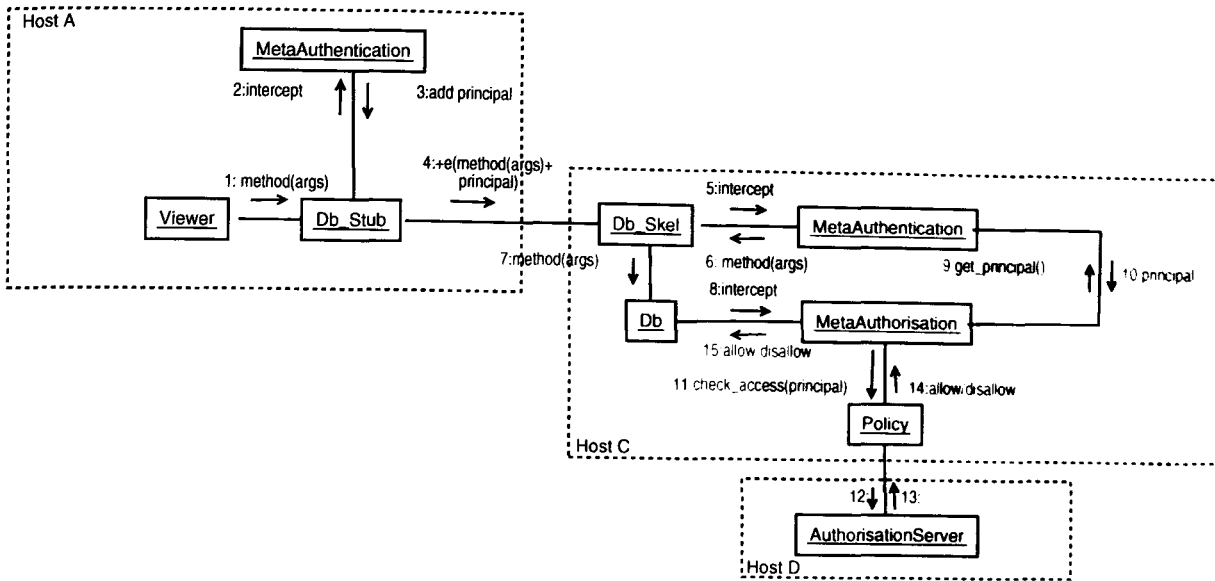 Host A
MetaAuthentication
2:intercept
3:add principal
1: method(args)
4:+e(method(args)+
principal)
Viewer
Db_Stub
5:intercept
Db_Skel
MetaAuthentication
7:method(args)
6: method(args)
9 get_principal()
10 principal
8:intercept
Db
MetaAuthorisation
15:allow disallow
11 check_access(principal)
14:allow/disallow
Policy
Host C
12:
13:
AuthorisationServer
Host D